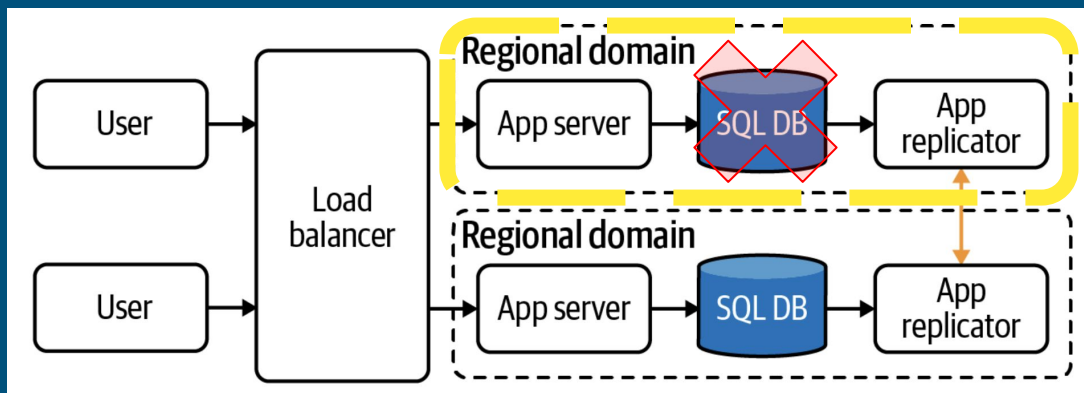 Regional domain
User
App server
SQL DB
App
replicator
Load
balancer
Regional domain
User
App server
SQL DB
App
replicator